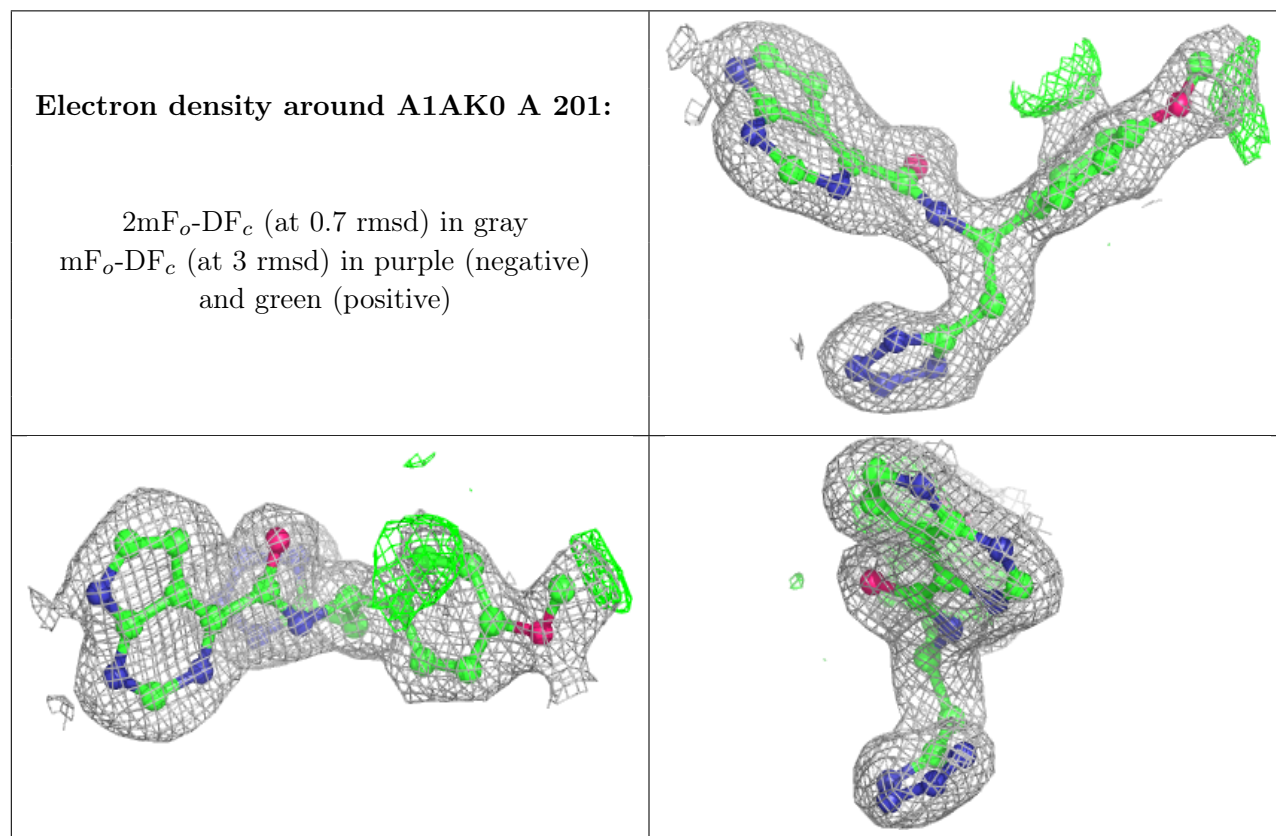 Electron density around A1AK0 A 201:
2mFo-DFc (at 0.7 rmsd) in gray
mFo-DFc (at 3 rmsd) in purple (negative)
and green (positive)